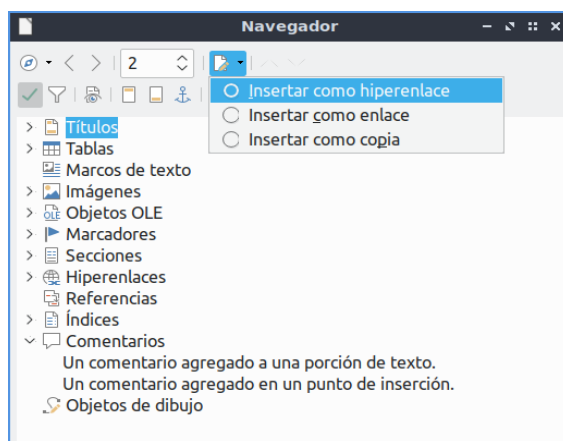 Navegador
2
Insertar como hiperenlace
Insertar como enlace
Insertar como copia
Títulos
Tablas
Marcos de texto
Imágenes
OLE Objetos OLE
Marcadores
Secciones
Hiperenlaces
Referencias
Índices
Comentarios
Un comentario agregado a una porción de texto.
Un comentario agregado en un punto de inserción.
Objetos de dibujo